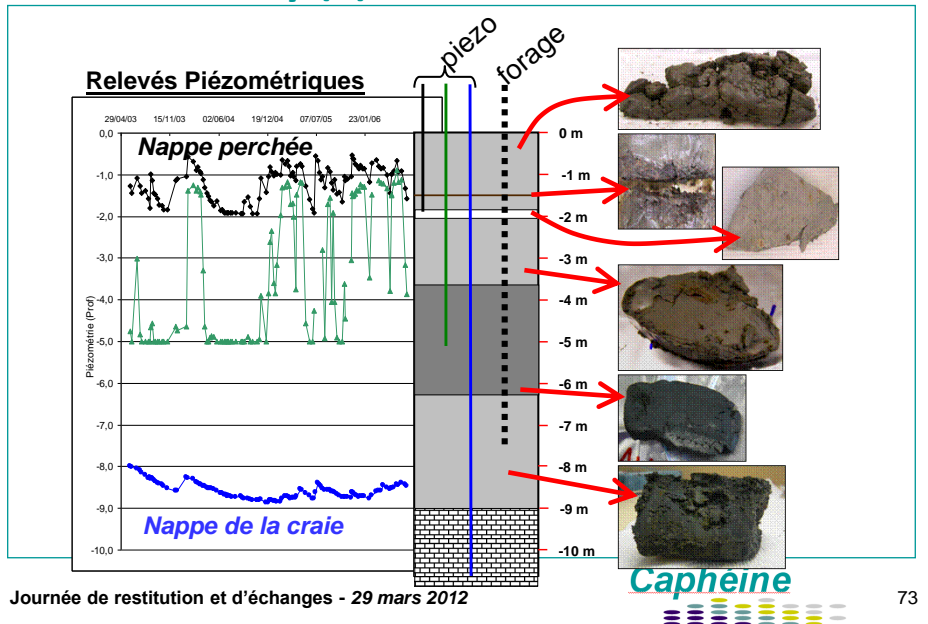 piezo
forage
Relevés Piézométriques
29/04/03 15/11/03 02/06/04 19/12/04 07/07/05 23/01/06
0,0
-1,0
-2,0
-3,0
-4,0
-5,0
-6,0
-7,0
-8,0
-9,0
-10,0
Piézométrie (Prof)
Nappe perchée
Nappe de la craie
0 m
-1 m
-2 m
-3 m
-4 m
-5 m
-6 m
-7 m
-8 m
-9 m
-10 m
Caphéine
Journée de restitution et d'échanges - 29 mars 2012
73